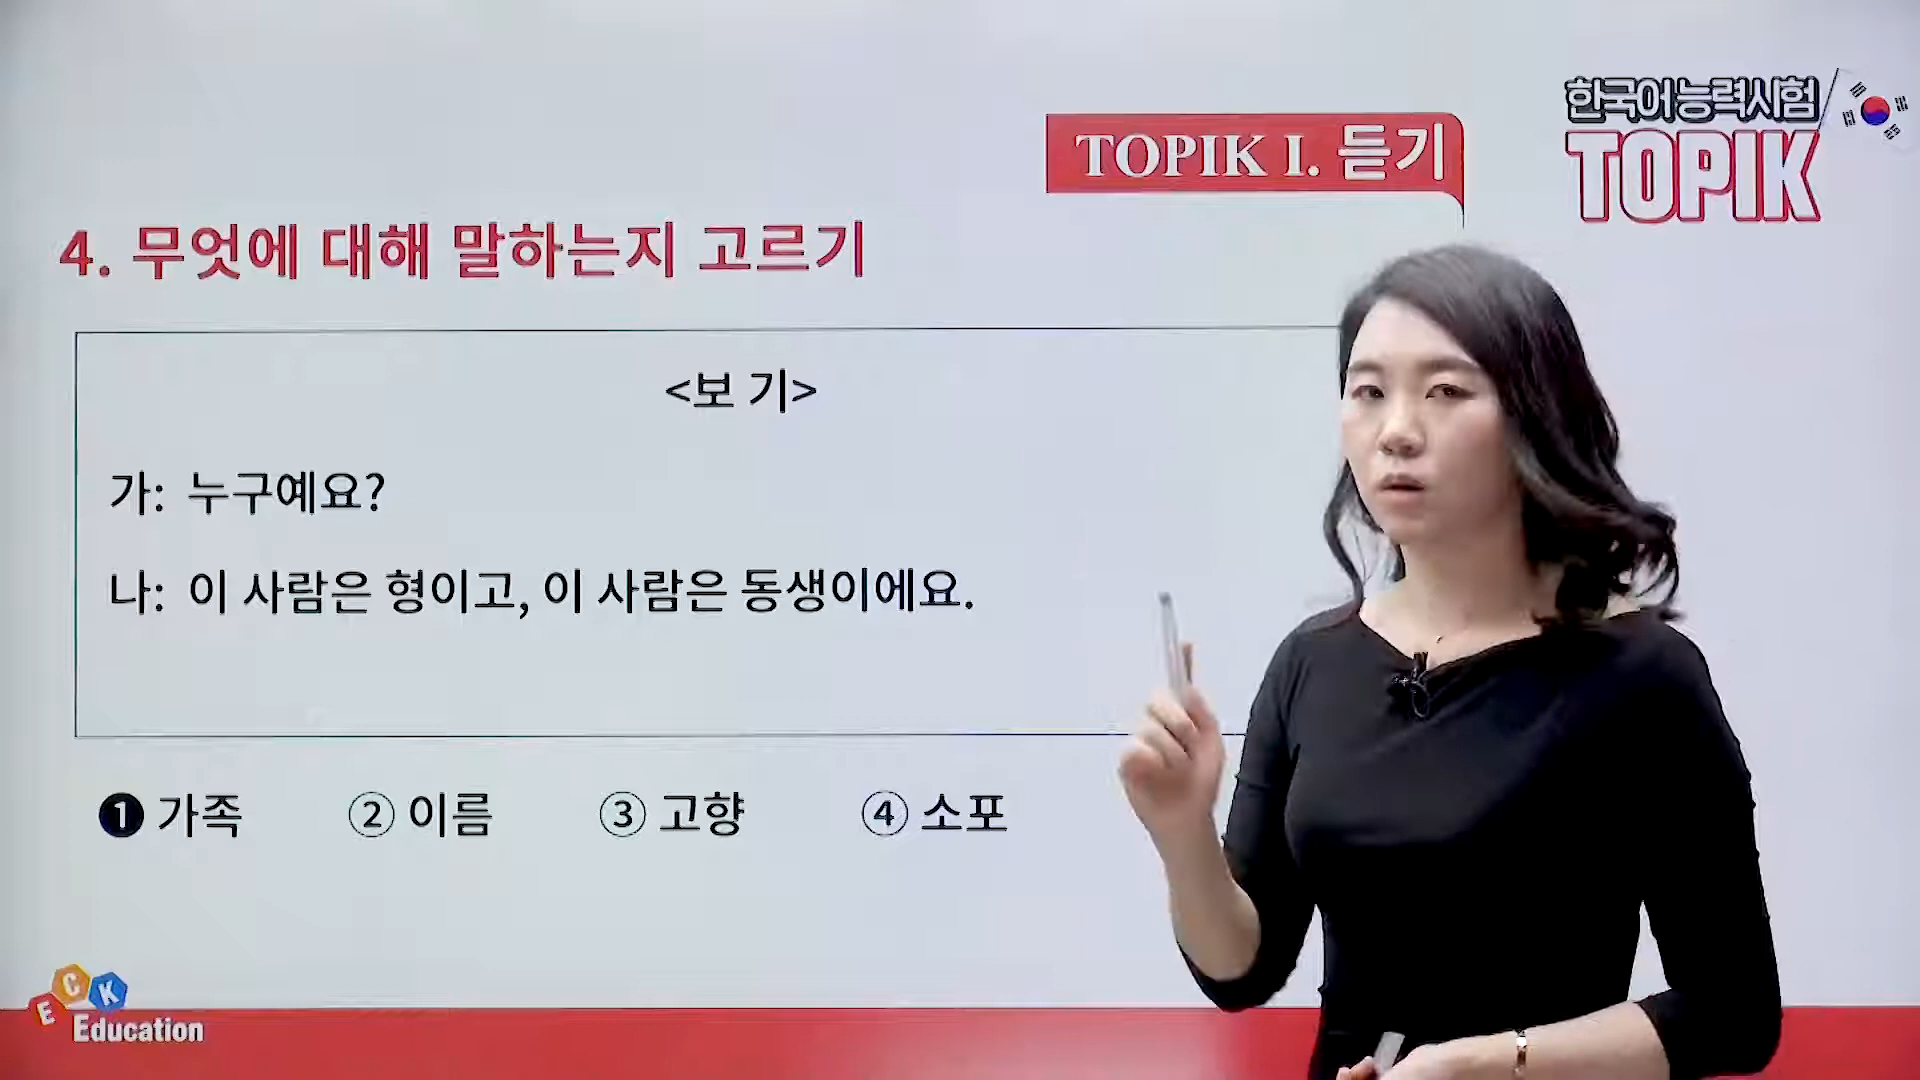 한국어능력시험
TOPIK
TOPIK I. 듣기
4. 무엇에 대해 말하는지 고르기
<보 기>
가: 누구예요?
나: 이 사람은 형이고, 이 사람은 동생이에요.
❶ 가족 ② 이름 ③ 고향 ④ 소포
ECK
Education